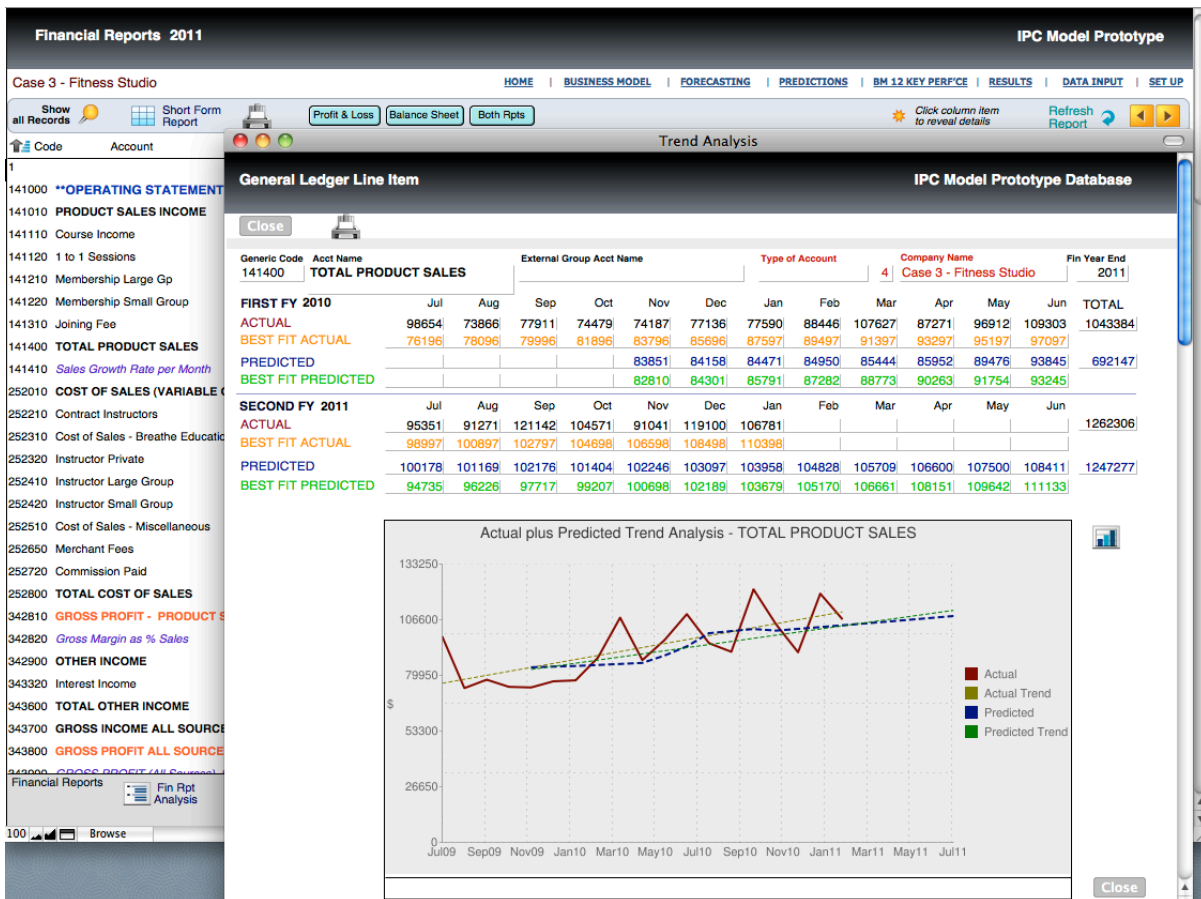 Financial Reports 2011
IPC Model Prototype
Case 3 - Fitness Studio
HOME | BUSINESS MODEL | FORECASTING | PREDICTIONS | BM 12 KEY PERF'CE | RESULTS | DATA INPUT | SET UP
Show all Records
Short Form Report
Profit & Loss
Balance Sheet
Both Rpts
Click column item to reveal details
Refresh Report
Code Account
1
141000 **OPERATING STATEMENT
141010 PRODUCT SALES INCOME
141110 Course Income
141120 1 to 1 Sessions
141210 Membership Large Gp
141220 Membership Small Group
141310 Joining Fee
141400 TOTAL PRODUCT SALES
141410 Sales Growth Rate per Month
252010 COST OF SALES (VARIABLE
252210 Contract Instructors
252310 Cost of Sales - Breathe Educatic
252320 Instructor Private
252410 Instructor Large Group
252420 Instructor Small Group
252510 Cost of Sales - Miscellaneous
252650 Merchant Fees
252720 Commission Paid
252800 TOTAL COST OF SALES
342810 GROSS PROFIT - PRODUCT S
342820 Gross Margin as % Sales
342900 OTHER INCOME
343320 Interest Income
343600 TOTAL OTHER INCOME
343700 GROSS INCOME ALL SOURCE
343800 GROSS PROFIT ALL SOURCE
Financial Reports
Fin Rpt Analysis
100 Browse
Trend Analysis
General Ledger Line Item
IPC Model Prototype Database
Close
Generic Code Acct Name External Group Acct Name Type of Account Company Name Fin Year End
141400 TOTAL PRODUCT SALES 4 Case 3 - Fitness Studio 2011
FIRST FY 2010 Jul Aug Sep Oct Nov Dec Jan Feb Mar Apr May Jun TOTAL
ACTUAL 98654 73866 77911 74479 74187 77136 77590 88446 107627 87271 96912 109303 1043384
BEST FIT ACTUAL 76196 78096 79996 81896 83796 85696 87597 89497 91397 93297 95197 97097
PREDICTED 83851 84158 84471 84950 85444 85952 89476 93845 692147
BEST FIT PREDICTED 82810 84301 85791 87282 88773 90263 91754 93245
SECOND FY 2011 Jul Aug Sep Oct Nov Dec Jan Feb Mar Apr May Jun
ACTUAL 95351 91271 121142 104571 91041 119100 106781 1262306
BEST FIT ACTUAL 98997 100897 102797 104698 106598 108498 110398
PREDICTED 100178 101169 102176 101404 102246 103097 103958 104828 105709 106600 107500 108411 1247277
BEST FIT PREDICTED 94735 96226 97717 99207 100698 102189 103679 105170 106661 108151 109642 111133
Actual plus Predicted Trend Analysis - TOTAL PRODUCT SALES
133250
106600
79950
$
53300
26650
0
Jul09 Sep09 Nov09 Jan10 Mar10 May10 Jul10 Sep10 Nov10 Jan11 Mar11 May11 Jul11
Actual
Actual Trend
Predicted
Predicted Trend
Close